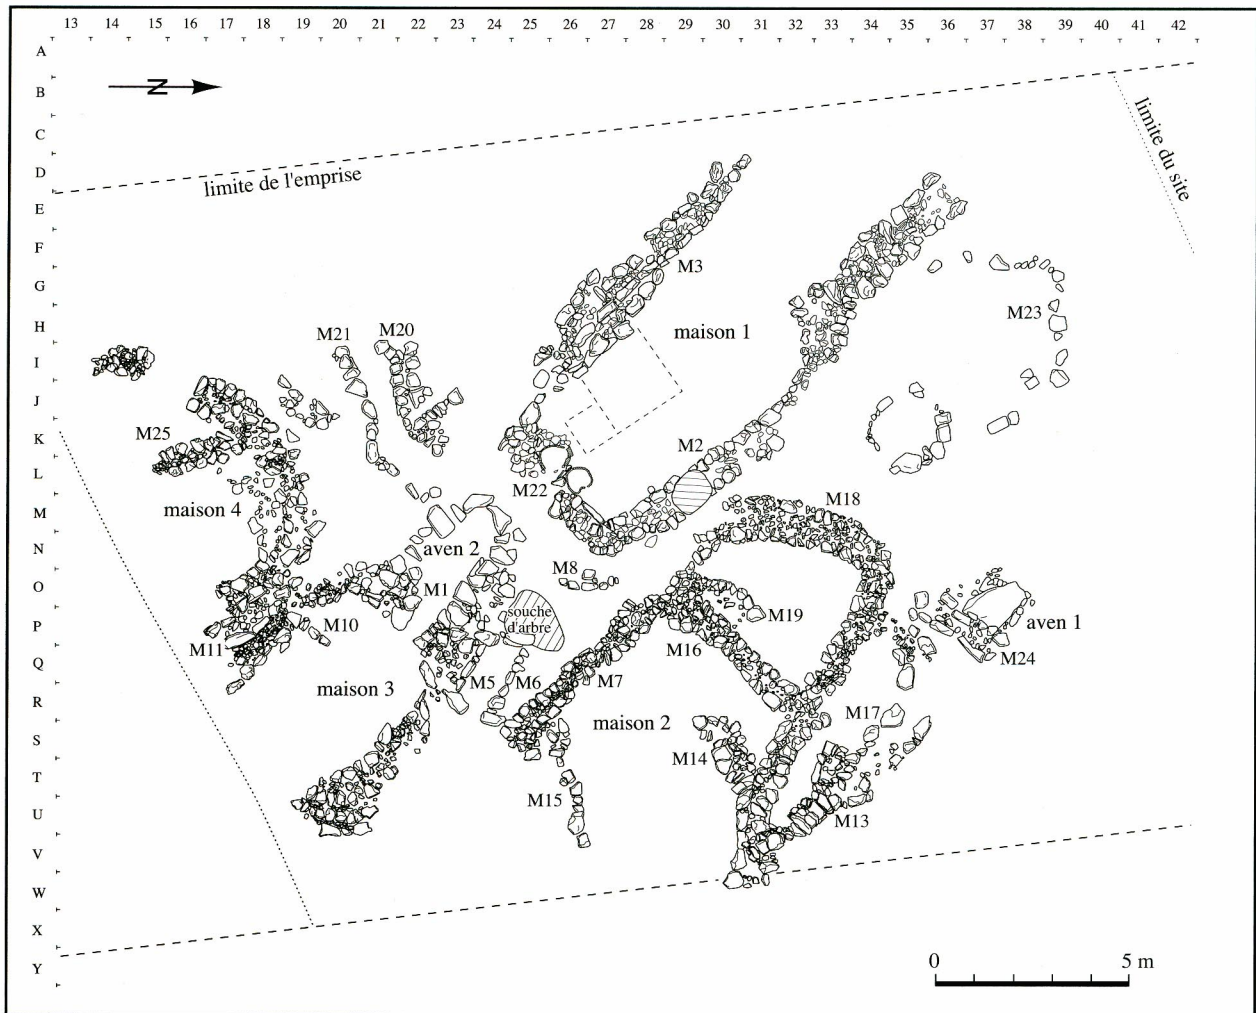 13 14 15 16 17 18 19 20 21 22 23 24 25 26 27 28 29 30 31 32 33 34 35 36 37 38 39 40 41 42
A
B
C
D
E
F
G
H
I
J
K
L
M
N
O
P
Q
R
S
T
U
V
W
X
Y
N
limite de l'emprise
limite du site
M3
M23
maison 1
M21
M20
M25
M2
M22
maison 4
M18
aven 2
M8
M1
souche
d'arbre
M19
aven 1
M10
M11
M16
M24
maison 3
M5
M6
M7
M17
maison 2
M14
M15
M13
0 5 m